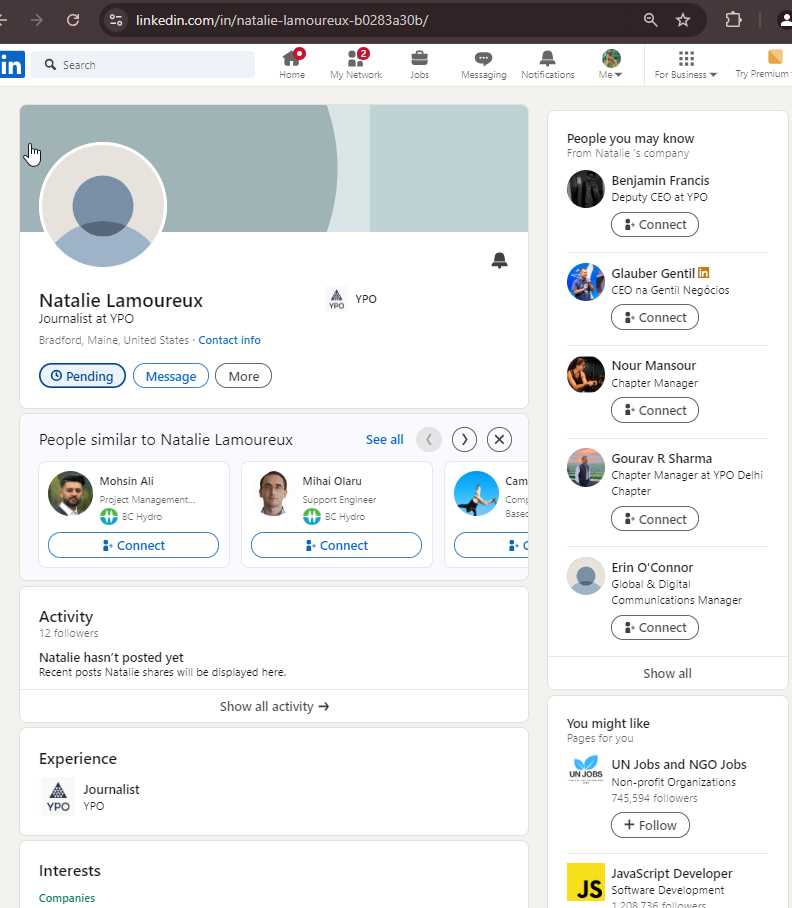 linkedin.com/in/natalie-lamoureux-b0283a30b/
in
Search
Home
2
My Network
Jobs
Messaging
Notifications
Me
For Business
Try Premium
Natalie Lamoureux
Journalist at YPO
YPO
YPO
Bradford, Maine, United States · Contact info
Pending
Message
More
People similar to Natalie Lamoureux
See all
Mohsin Ali
Project Management...
BC Hydro
Connect
Mihai Olaru
Support Engineer
BC Hydro
Connect
Cam
Comp
Based
C
Activity
12 followers
Natalie hasn't posted yet
Recent posts Natalie shares will be displayed here.
Show all activity →
Experience
YPO
Journalist
YPO
Interests
Companies
People you may know
From Natalie 's company
Benjamin Francis
Deputy CEO at YPO
Connect
Glauber Gentil in
CEO na Gentil Negócios
Connect
Nour Mansour
Chapter Manager
Connect
Gourav R Sharma
Chapter Manager at YPO Delhi
Chapter
Connect
Erin O'Connor
Global & Digital
Communications Manager
Connect
Show all
You might like
Pages for you
UN JOBS
UN Jobs and NGO Jobs
Non-profit Organizations
745,594 followers
+ Follow
JS
JavaScript Developer
Software Development
1,208,736 followers